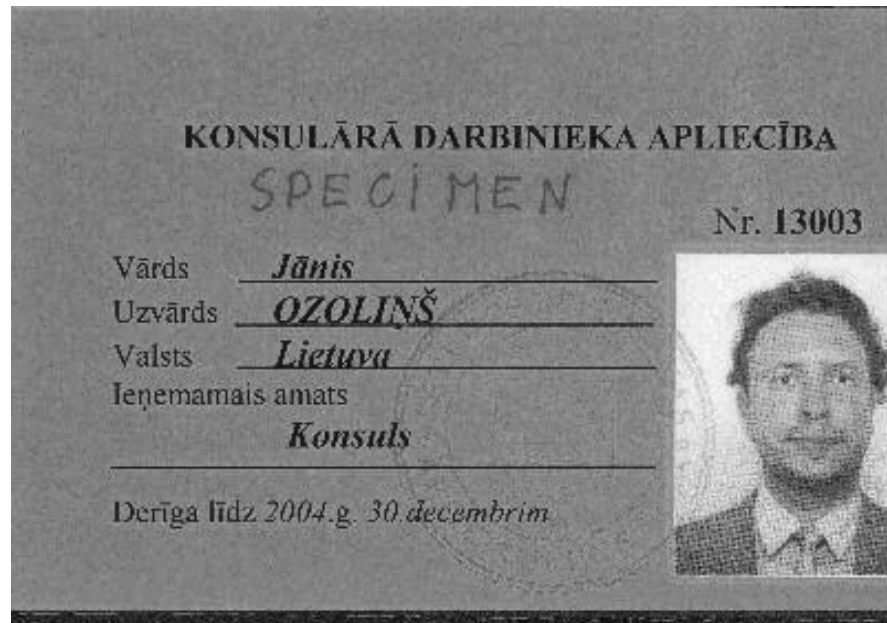 KONSULĀRĀ DARBINIEKA APLIECĪBA
SPECIMEN
Nr. 13003
Vārds Jānis
Uzvārds OZOLIŅŠ
Valsts Lietuva
Ieņemamais amats
Konsuls
Derīga līdz 2004.g. 30.decembrim